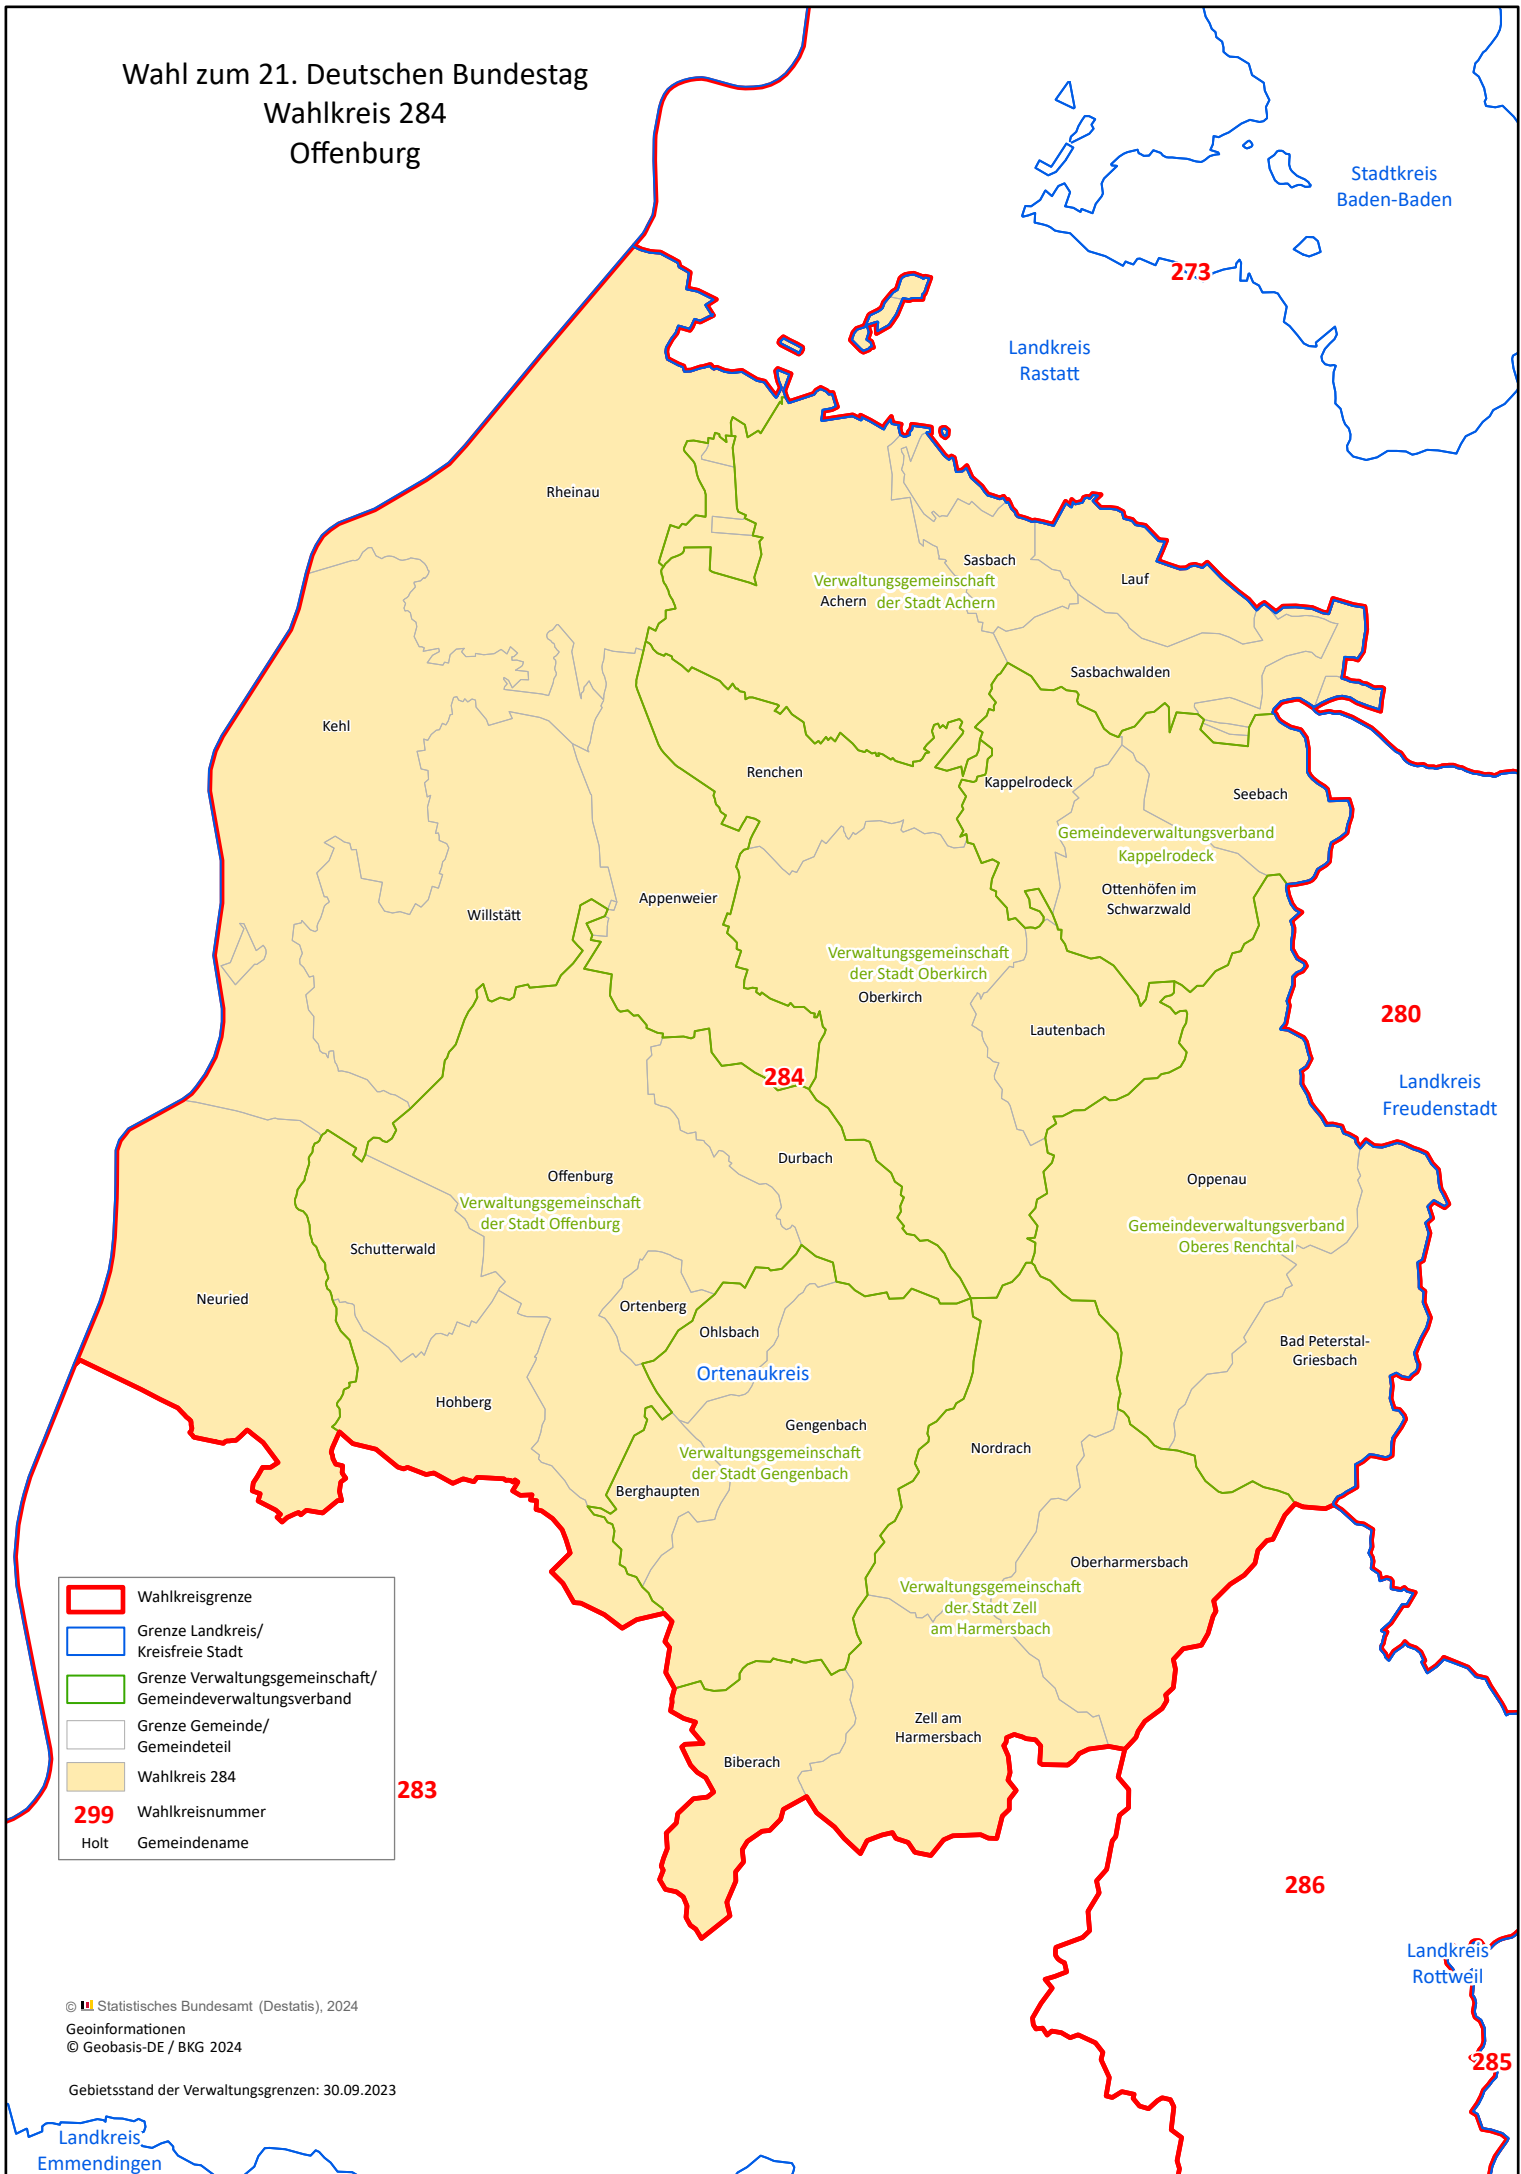 Wahl zum 21. Deutschen Bundestag
Wahlkreis 284
Offenburg
Stadtkreis
Baden-Baden
273
Landkreis
Rastatt
Rheinau
Sasbach
Lauf
Verwaltungsgemeinschaft
der Stadt Achern
Achern
Sasbachwalden
Kehl
Renchen
Kappelrodeck
Seebach
Gemeindeverwaltungsverband
Kappelrodeck
Ottenhöfen im
Schwarzwald
Appenweier
Willstätt
Verwaltungsgemeinschaft
der Stadt Oberkirch
Oberkirch
Lautenbach
280
Landkreis
Freudenstadt
284
Durbach
Offenburg
Verwaltungsgemeinschaft
der Stadt Offenburg
Oppenau
Gemeindeverwaltungsverband
Oberes Renchtal
Schutterwald
Neuried
Ortenberg
Ohlsbach
Bad Peterstal-
Griesbach
Ortenaukreis
Hohberg
Gengenbach
Verwaltungsgemeinschaft
der Stadt Gengenbach
Nordrach
Berghaupten
Oberharmersbach
Verwaltungsgemeinschaft
der Stadt Zell
am Harmersbach
Zell am
Harmersbach
Biberach
Wahlkreisgrenze
Grenze Landkreis/
Kreisfreie Stadt
Grenze Verwaltungsgemeinschaft/
Gemeindeverwaltungsverband
Grenze Gemeinde/
Gemeindeteil
Wahlkreis 284
299 Wahlkreisnummer
Holt Gemeindename
283
286
Landkreis
Rottweil
285
© Statistisches Bundesamt (Destatis), 2024
Geoinformationen
© Geobasis-DE / BKG 2024
Gebietsstand der Verwaltungsgrenzen: 30.09.2023
Landkreis
Emmendingen